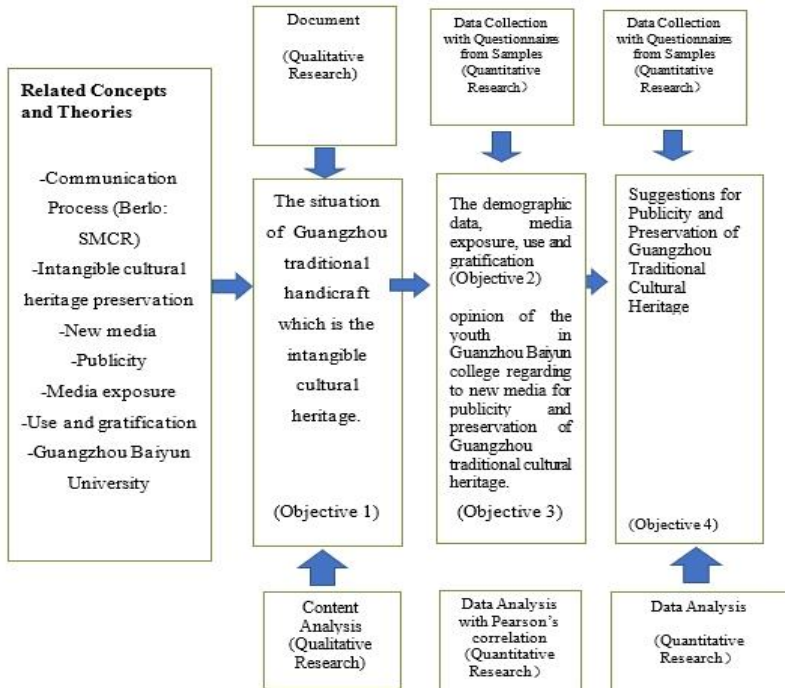 Document
(Qualitative
Research)
Data Collection
with Questionnaires
from Samples
(Quantitative
Research）
Data Collection
with Questionnaires
from Samples
(Quantitative
Research）
Related Concepts
and Theories
-Communication
Process (Berlo:
SMCR)
-Intangible cultural
heritage preservation
-New media
-Publicity
-Media exposure
-Use and gratification
-Guangzhou Baiyun
University
The situation
of Guangzhou
traditional
handicraft
which is the
intangible
cultural
heritage.
(Objective 1)
The demographic
data, media
exposure, use and
gratification
(Objective 2)
opinion of the
youth in
Guanzhou Baiyun
college regarding
to new media for
publicity and
preservation of
Guangzhou
traditional cultural
heritage.
(Objective 3)
Suggestions for
Publicity and
Preservation of
Guangzhou
Traditional
Cultural
Heritage
(Objective 4)
Content
Analysis
(Qualitative
Research)
Data Analysis
with Pearson’s
correlation
(Quantitative
Research）
Data Analysis
(Quantitative
Research)